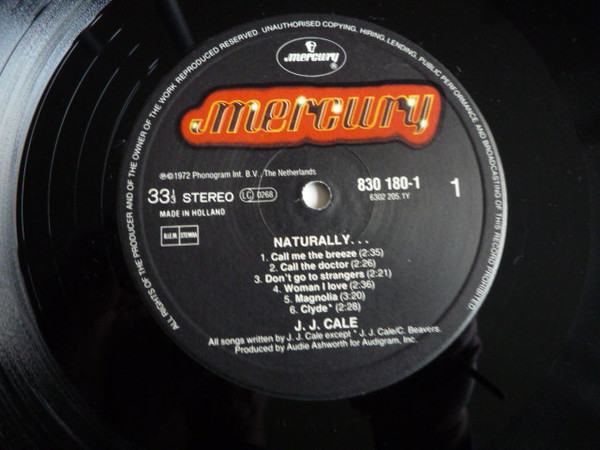 ALL RIGHTS OF THE PRODUCER AND OF THE OWNER OF THE WORK REPRODUCED RESERVED. UNAUTHORISED COPYING, HIRING, LENDING, PUBLIC PERFORMANCE AND BROADCASTING OF THIS RECORD PROHIBITED
mercury
®
mercury
℗©1972 Phonogram Int. B.V., The Netherlands
33⅓ STEREO LC 0268
830 180-1
1
6302 205.1Y
MADE IN HOLLAND
B.I.E.M. STEMRA
NATURALLY...
1. Call me the breeze (2:35)
2. Call the doctor (2:26)
3. Don't go to strangers (2:21)
4. Woman I love (2:36)
5. Magnolia (3:20)
6. Clyde* (2:28)
J. J. CALE
All songs written by J. J. Cale except * J. J. Cale/C. Beavers.
Produced by Audie Ashworth for Audigram, Inc.